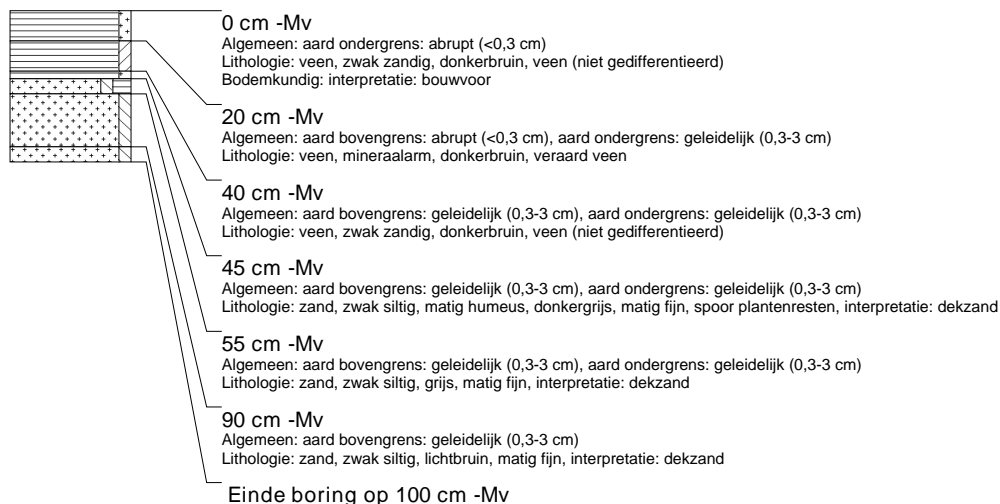 0 cm -Mv
Algemeen: aard ondergrens: abrupt (<0,3 cm)
Lithologie: veen, zwak zandig, donkerbruin, veen (niet gedifferentieerd)
Bodemkundig: interpretatie: bouwvoor
20 cm -Mv
Algemeen: aard bovengrens: abrupt (<0,3 cm), aard ondergrens: geleidelijk (0,3-3 cm)
Lithologie: veen, mineraalarm, donkerbruin, veraard veen
40 cm -Mv
Algemeen: aard bovengrens: geleidelijk (0,3-3 cm), aard ondergrens: geleidelijk (0,3-3 cm)
Lithologie: veen, zwak zandig, donkerbruin, veen (niet gedifferentieerd)
45 cm -Mv
Algemeen: aard bovengrens: geleidelijk (0,3-3 cm), aard ondergrens: geleidelijk (0,3-3 cm)
Lithologie: zand, zwak siltig, matig humeus, donkergrijs, matig fijn, spoor plantenresten, interpretatie: dekzand
55 cm -Mv
Algemeen: aard bovengrens: geleidelijk (0,3-3 cm), aard ondergrens: geleidelijk (0,3-3 cm)
Lithologie: zand, zwak siltig, grijs, matig fijn, interpretatie: dekzand
90 cm -Mv
Algemeen: aard bovengrens: geleidelijk (0,3-3 cm)
Lithologie: zand, zwak siltig, lichtbruin, matig fijn, interpretatie: dekzand
Einde boring op 100 cm -Mv